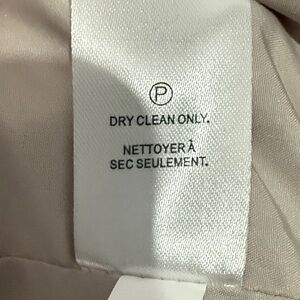 P
DRY CLEAN ONLY.
NETTOYER À
SEC SEULEMENT.